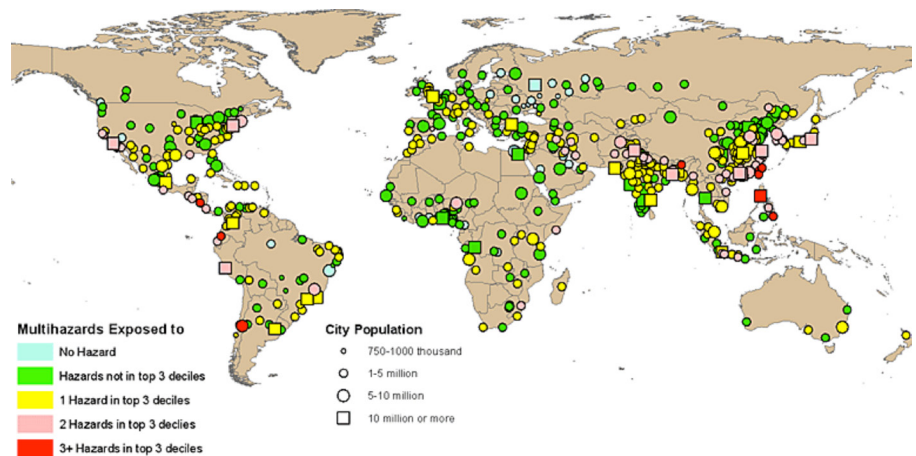 Multihazards Exposed to
No Hazard
Hazards not in top 3 deciles
1 Hazard in top 3 deciles
2 Hazards in top 3 declies
3+ Hazards in top 3 deciles
City Population
750-1000 thousand
1-5 million
5-10 million
10 million or more